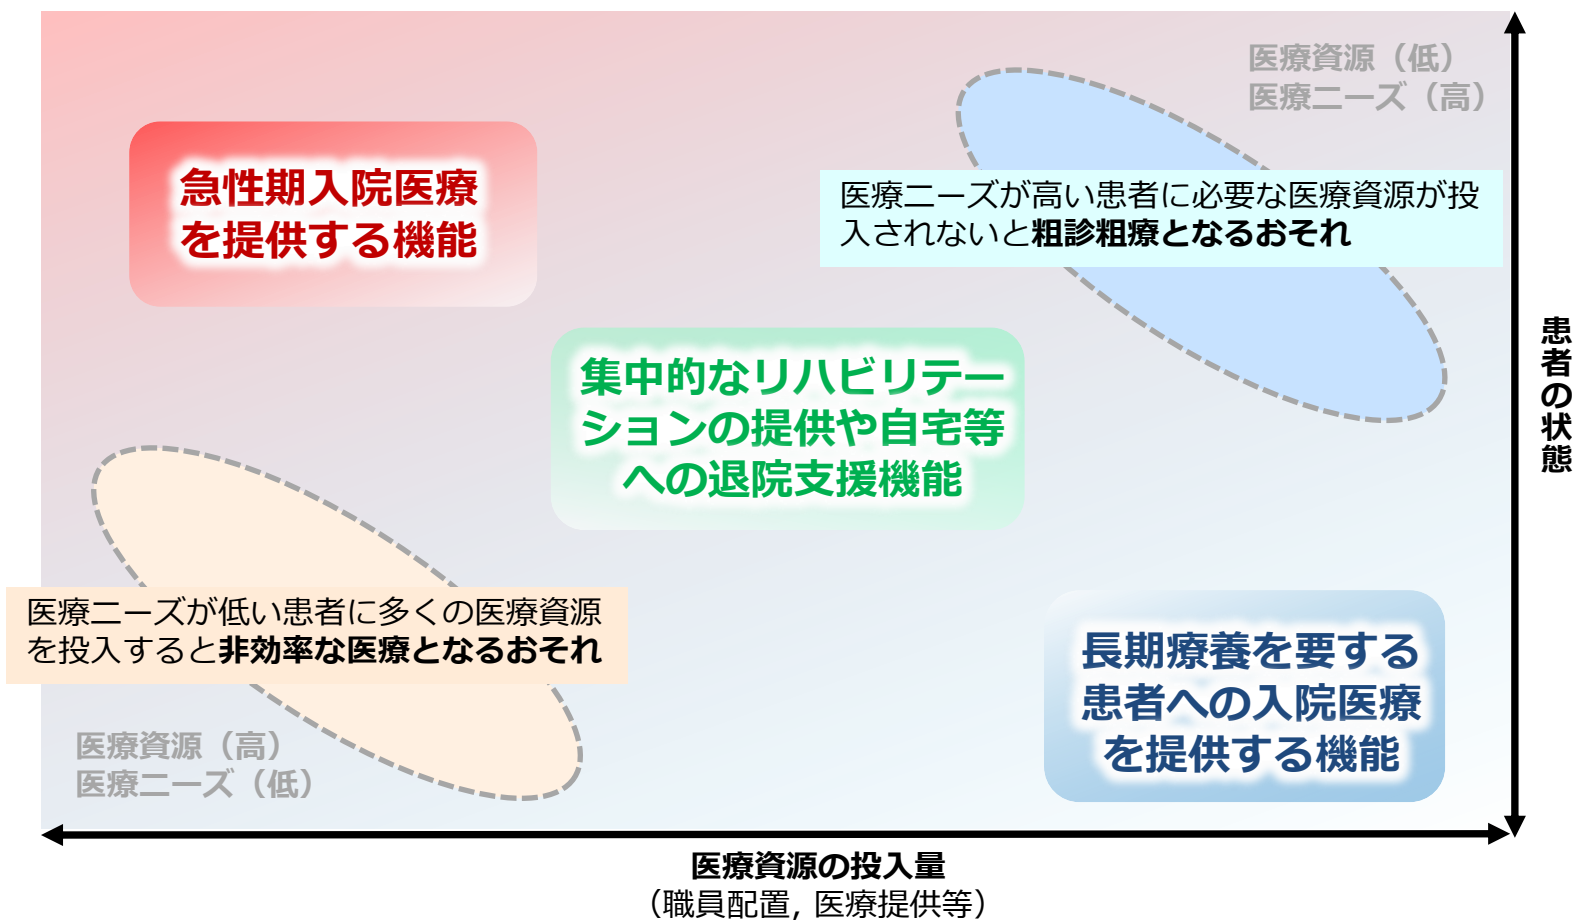 医療資源（低）
医療ニーズ（高）
急性期入院医療
を提供する機能
医療ニーズが高い患者に必要な医療資源が投
入されないと粗診粗療となるおそれ
集中的なリハビリテー
ションの提供や自宅等
への退院支援機能
患者の状態
医療ニーズが低い患者に多くの医療資源
を投入すると非効率な医療となるおそれ
長期療養を要する
患者への入院医療
を提供する機能
医療資源（高）
医療ニーズ（低）
医療資源の投入量
（職員配置, 医療提供等）